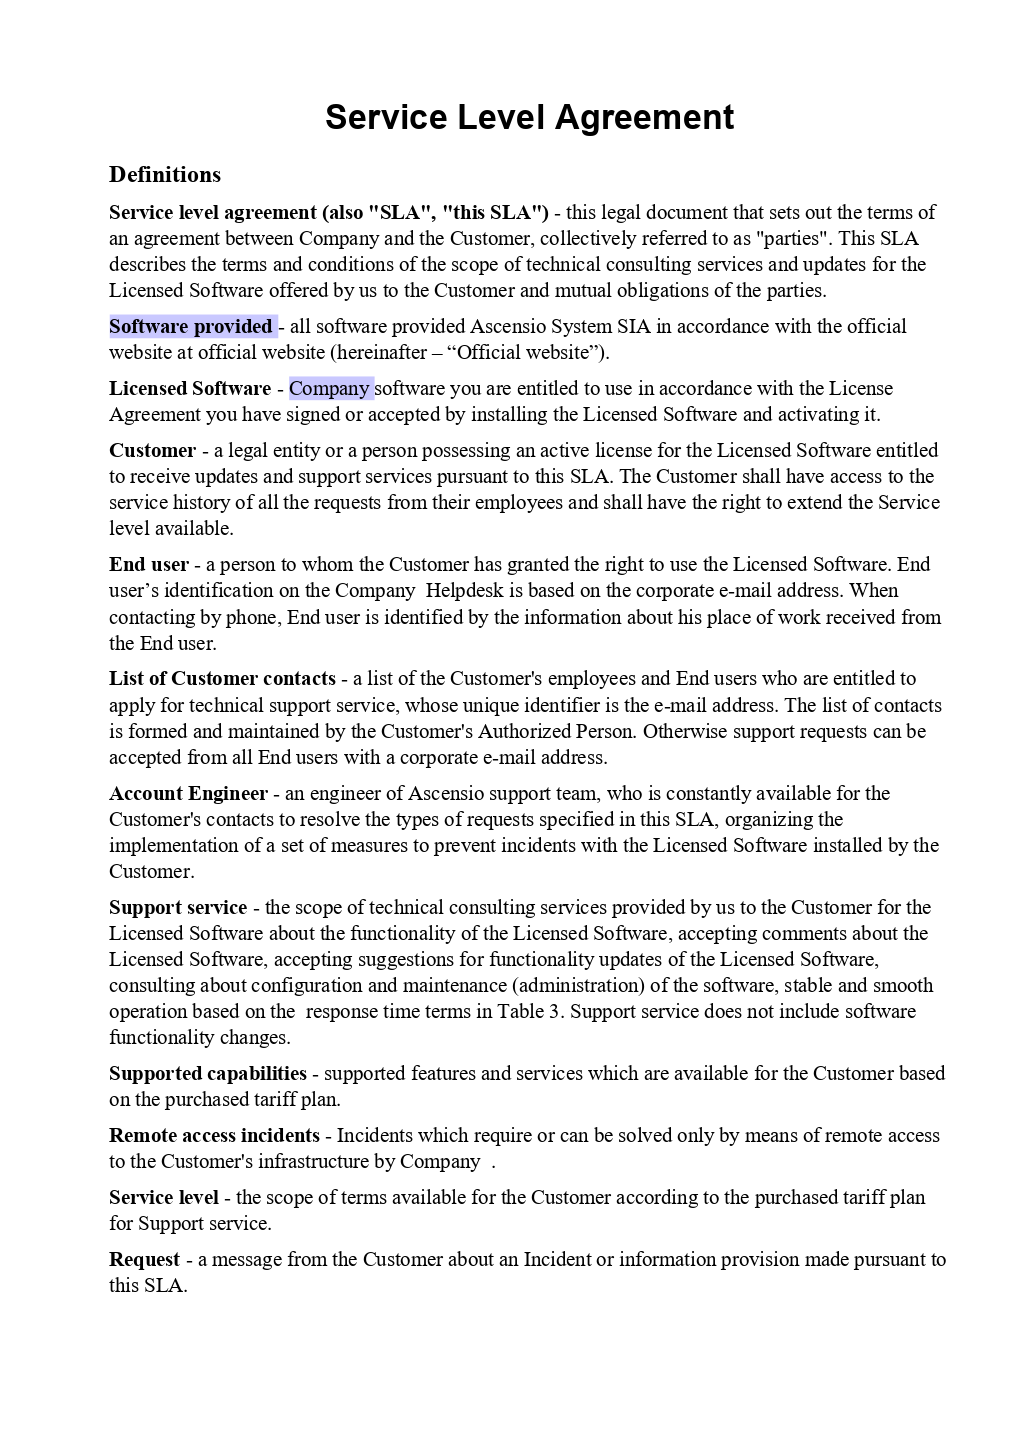 Service Level Agreement
Definitions
Service level agreement (also "SLA", "this SLA") - this legal document that sets out the terms of
an agreement between Company and the Customer, collectively referred to as "parties". This SLA
describes the terms and conditions of the scope of technical consulting services and updates for the
Licensed Software offered by us to the Customer and mutual obligations of the parties.
Software provided - all software provided Ascensio System SIA in accordance with the official
website at official website (hereinafter – “Official website”).
Licensed Software - Company software you are entitled to use in accordance with the License
Agreement you have signed or accepted by installing the Licensed Software and activating it.
Customer - a legal entity or a person possessing an active license for the Licensed Software entitled
to receive updates and support services pursuant to this SLA. The Customer shall have access to the
service history of all the requests from their employees and shall have the right to extend the Service
level available.
End user - a person to whom the Customer has granted the right to use the Licensed Software. End
user’s identification on the Company  Helpdesk is based on the corporate e-mail address. When
contacting by phone, End user is identified by the information about his place of work received from
the End user.
List of Customer contacts - a list of the Customer's employees and End users who are entitled to
apply for technical support service, whose unique identifier is the e-mail address. The list of contacts
is formed and maintained by the Customer's Authorized Person. Otherwise support requests can be
accepted from all End users with a corporate e-mail address.
Account Engineer - an engineer of Ascensio support team, who is constantly available for the
Customer's contacts to resolve the types of requests specified in this SLA, organizing the
implementation of a set of measures to prevent incidents with the Licensed Software installed by the
Customer.
Support service - the scope of technical consulting services provided by us to the Customer for the
Licensed Software about the functionality of the Licensed Software, accepting comments about the
Licensed Software, accepting suggestions for functionality updates of the Licensed Software,
consulting about configuration and maintenance (administration) of the software, stable and smooth
operation based on the  response time terms in Table 3. Support service does not include software
functionality changes.
Supported capabilities - supported features and services which are available for the Customer based
on the purchased tariff plan.
Remote access incidents - Incidents which require or can be solved only by means of remote access
to the Customer's infrastructure by Company  .
Service level - the scope of terms available for the Customer according to the purchased tariff plan
for Support service.
Request - a message from the Customer about an Incident or information provision made pursuant to
this SLA.